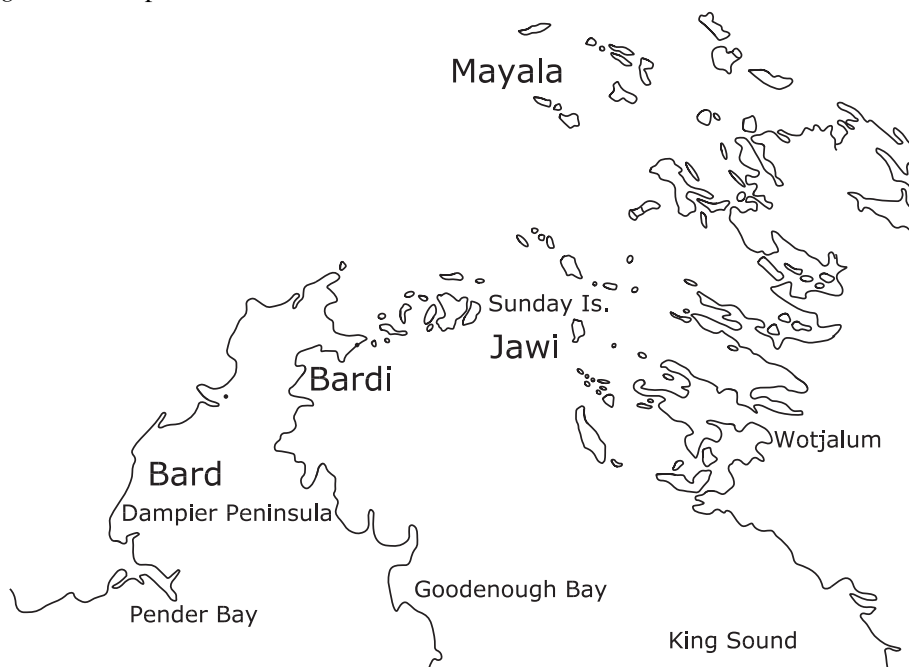 Mayala
Sunday Is.
Jawi
Bardi
Wotjalum
Bard
Dampier Peninsula
Goodenough Bay
Pender Bay
King Sound